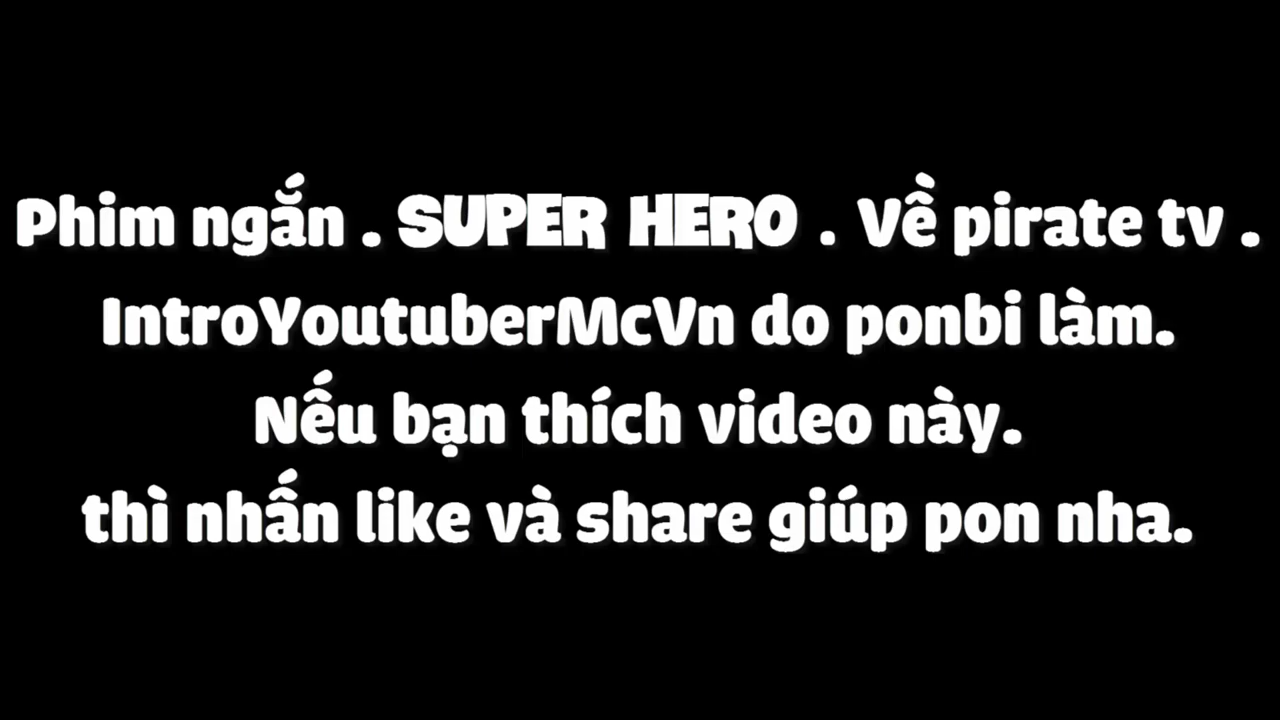 Phim ngắn . SUPER HERO . Về pirate tv .
IntroYoutuberMcVn do ponbi làm.
Nếu bạn thích video này.
thì nhấn like và share giúp pon nha.